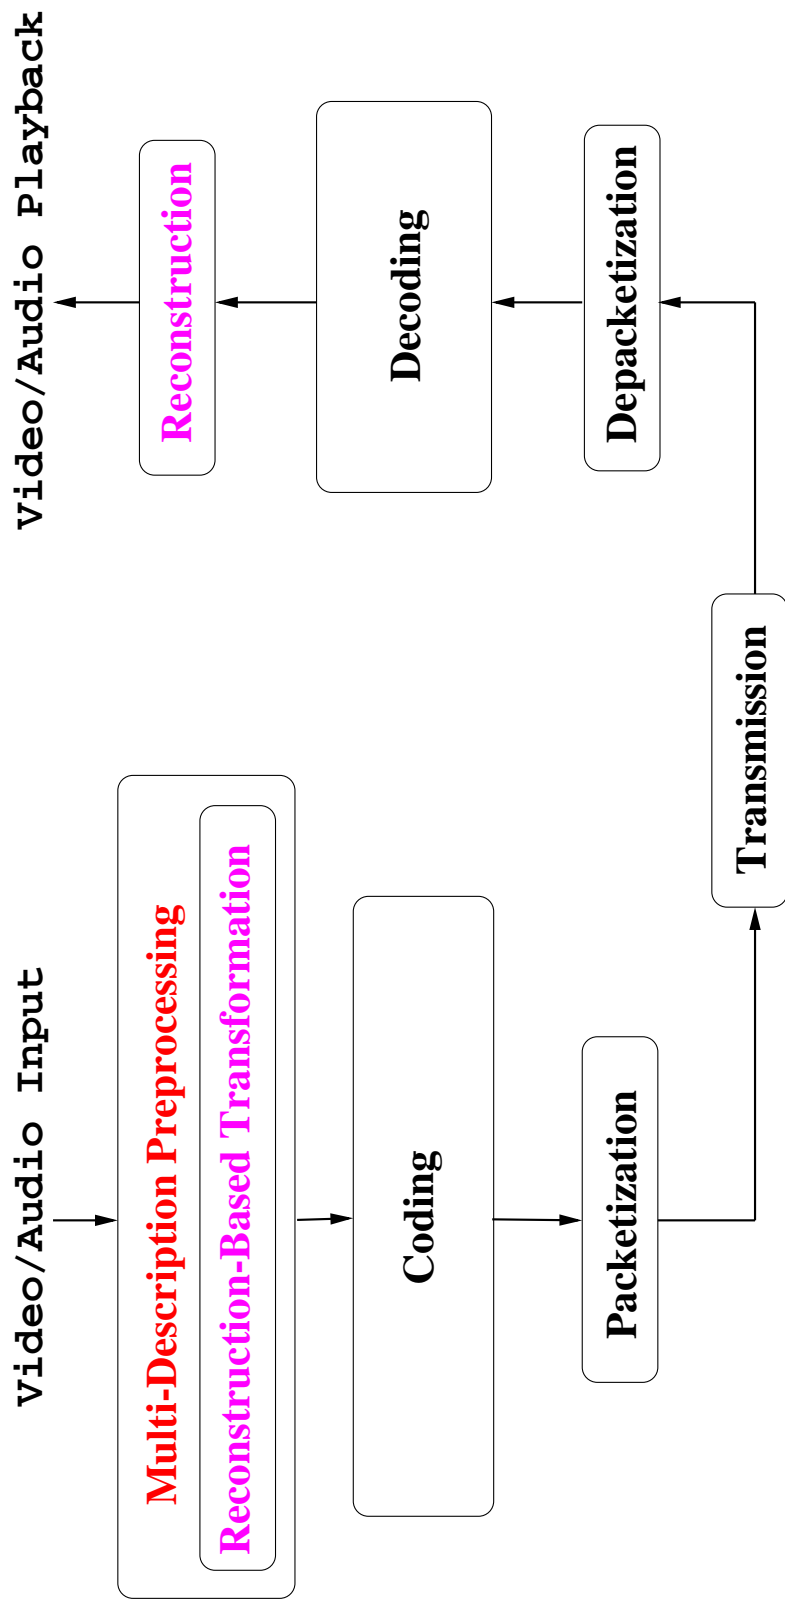 Video/Audio Input
Multi-Description Preprocessing
Reconstruction-Based Transformation
Coding
Packetization
Transmission
Depacketization
Decoding
Reconstruction
Video/Audio Playback